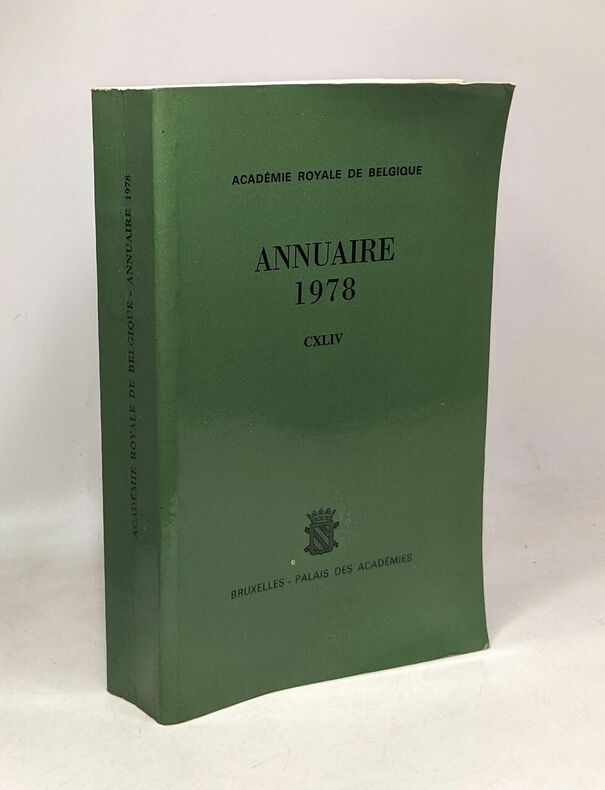 ACADÉMIE ROYALE DE BELGIQUE - ANNUAIRE 1978
ACADÉMIE ROYALE DE BELGIQUE
ANNUAIRE
1978
CXLIV
BRUXELLES - PALAIS DES ACADÉMIES